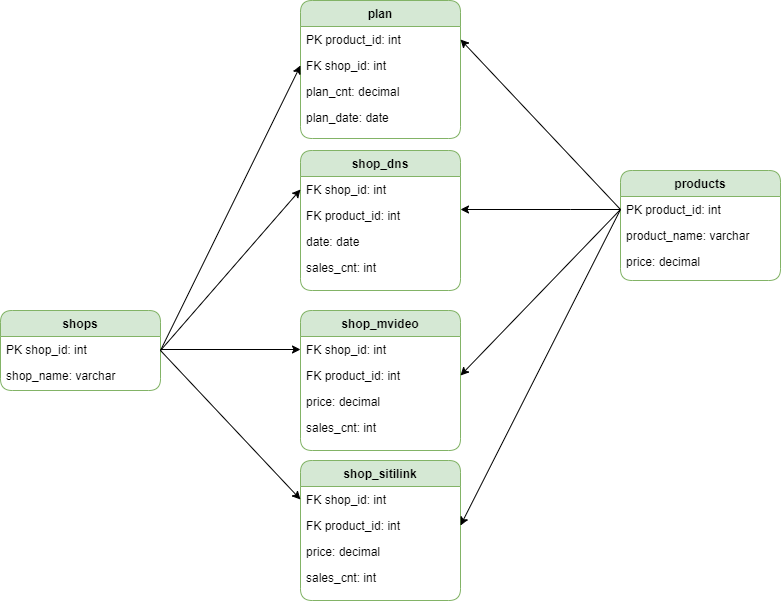 plan
PK product_id: int
FK shop_id: int
plan_cnt: decimal
plan_date: date
shop_dns
FK shop_id: int
FK product_id: int
date: date
sales_cnt: int
products
PK product_id: int
product_name: varchar
price: decimal
shops
PK shop_id: int
shop_name: varchar
shop_mvideo
FK shop_id: int
FK product_id: int
price: decimal
sales_cnt: int
shop_sitilink
FK shop_id: int
FK product_id: int
price: decimal
sales_cnt: int